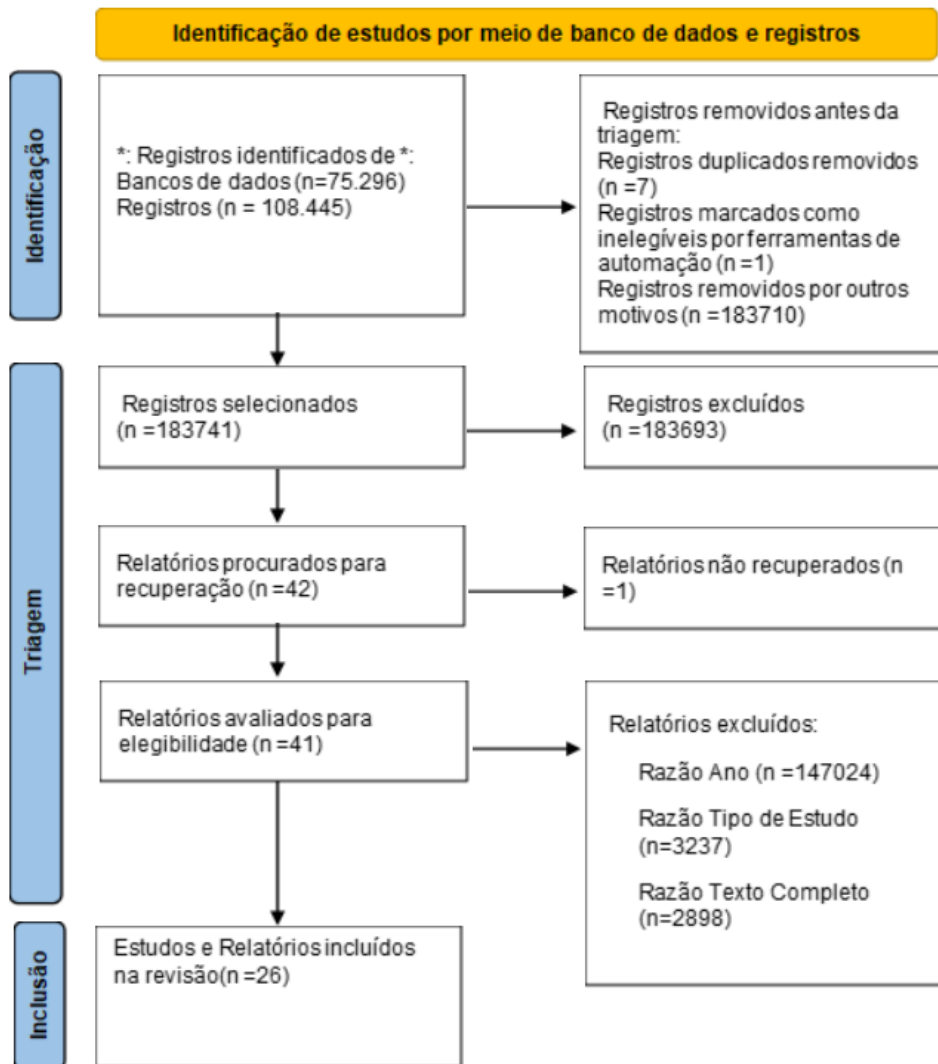 Identificação de estudos por meio de banco de dados e registros
Identificação
*: Registros identificados de *:
Bancos de dados (n=75.296)
Registros (n = 108.445)
Registros removidos antes da
triagem:
Registros duplicados removidos
(n =7)
Registros marcados como
inelegíveis por ferramentas de
automação (n =1)
Registros removidos por outros
motivos (n =183710)
Triagem
Registros selecionados
(n =183741)
Registros excluídos
(n =183693)
Relatórios procurados para
recuperação (n =42)
Relatórios não recuperados (n
=1)
Relatórios avaliados para
elegibilidade (n =41)
Relatórios excluídos:
Razão Ano (n =147024)
Razão Tipo de Estudo
(n=3237)
Razão Texto Completo
(n=2898)
Inclusão
Estudos e Relatórios incluídos
na revisão(n =26)